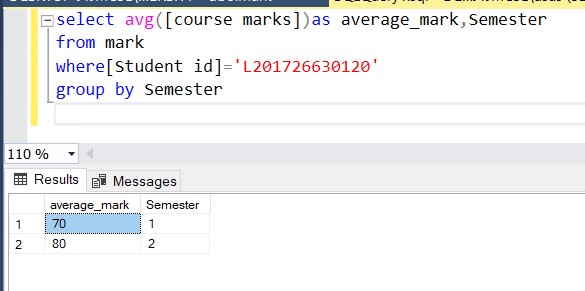 select avg([course marks])as average_mark,Semester
from mark
where[Student id]='L201726630120'
group by Semester
110 %
Results Messages
average_mark Semester
1 70 1
2 80 2